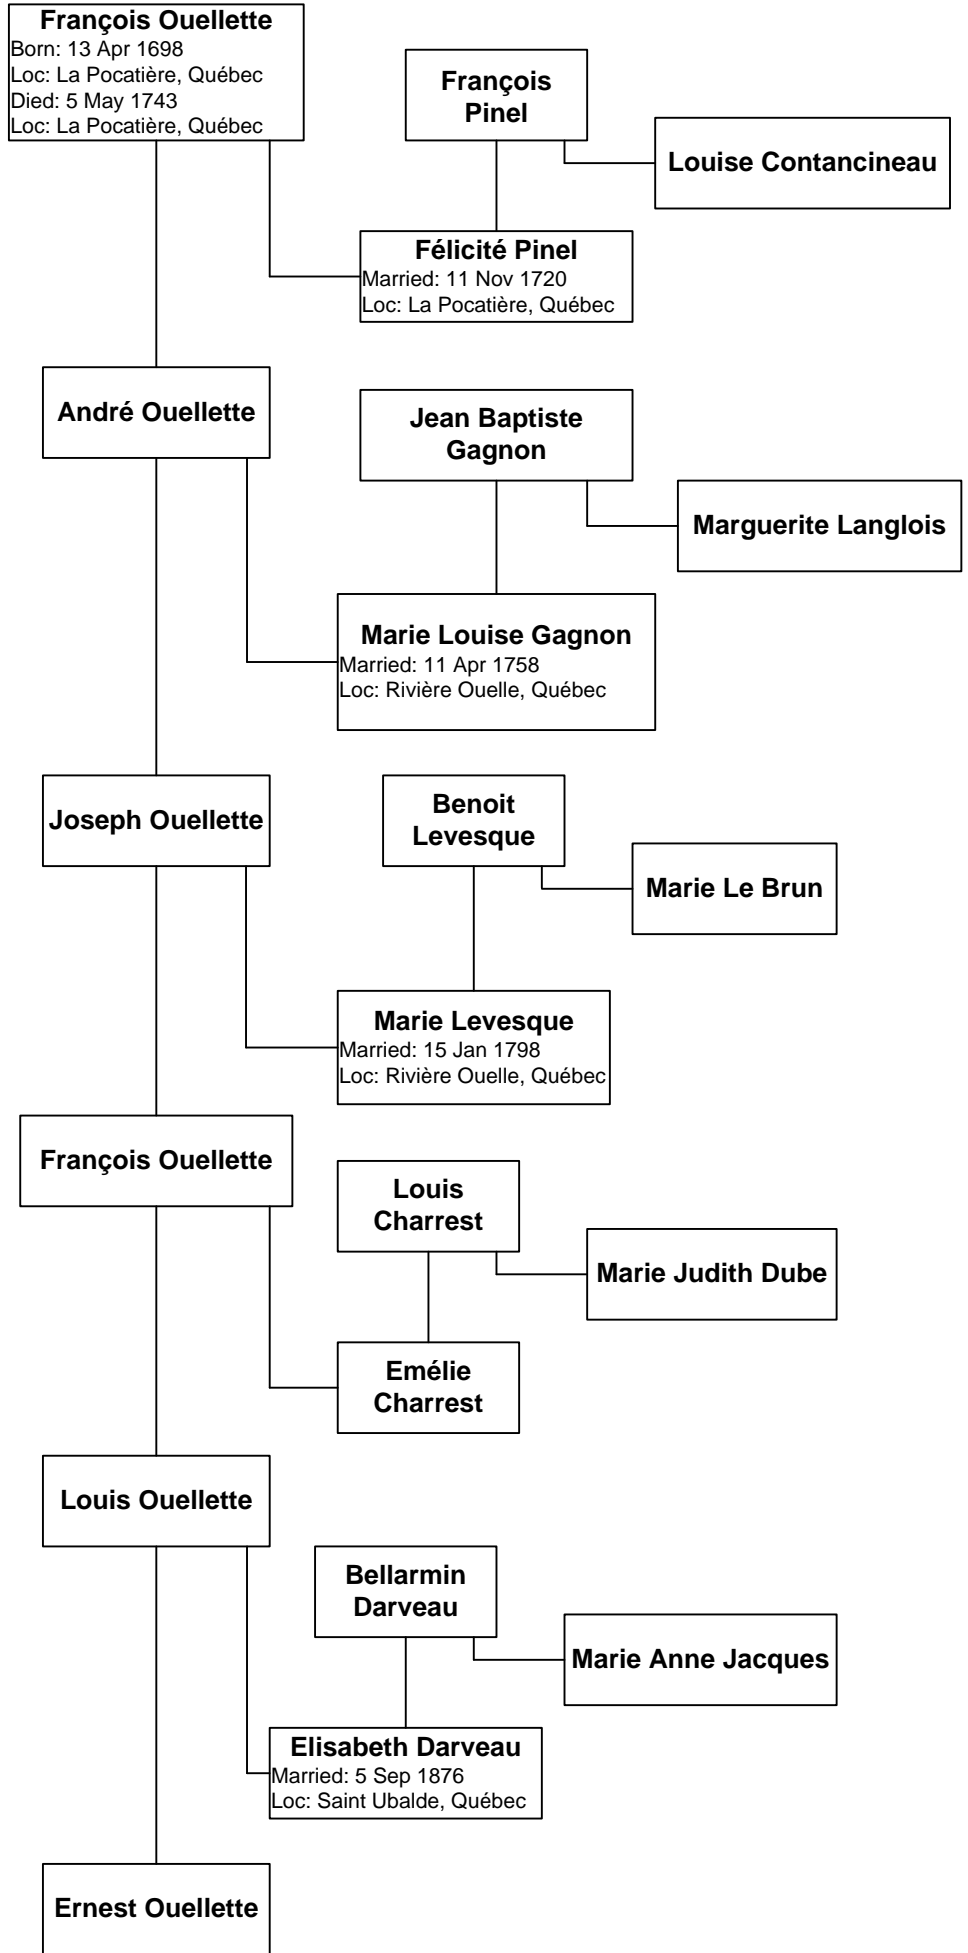 François Ouellette
Born: 13 Apr 1698
Loc: La Pocatière, Québec
Died: 5 May 1743
Loc: La Pocatière, Québec
François
Pinel
Louise Contancineau
Félicité Pinel
Married: 11 Nov 1720
Loc: La Pocatière, Québec
André Ouellette
Jean Baptiste
Gagnon
Marguerite Langlois
Marie Louise Gagnon
Married: 11 Apr 1758
Loc: Rivière Ouelle, Québec
Joseph Ouellette
Benoit
Levesque
Marie Le Brun
Marie Levesque
Married: 15 Jan 1798
Loc: Rivière Ouelle, Québec
François Ouellette
Louis
Charrest
Marie Judith Dube
Emélie
Charrest
Louis Ouellette
Bellarmin
Darveau
Marie Anne Jacques
Elisabeth Darveau
Married: 5 Sep 1876
Loc: Saint Ubalde, Québec
Ernest Ouellette